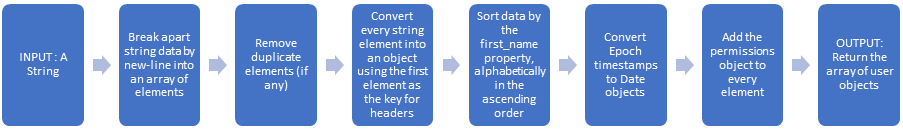 INPUT : A
String
Break apart
string data by
new-line into
an array of
elements
Remove
duplicate
elements (if
any)
Convert
every string
element into
an object
using the first
element as
the key for
headers
Sort data by
the
first_name
property,
alphabetically
in the
ascending
order
Convert
Epoch
timestamps
to Date
objects
Add the
permissions
object to
every
element
OUTPUT:
Return the
array of user
objects